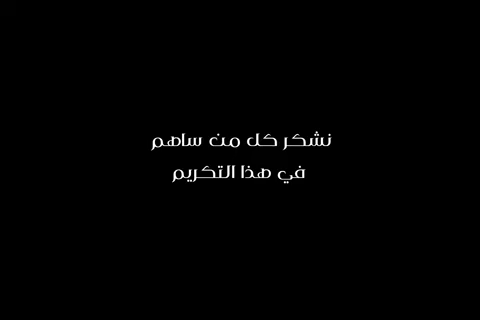 نشكر كل من ساهم
في هذا التكريم